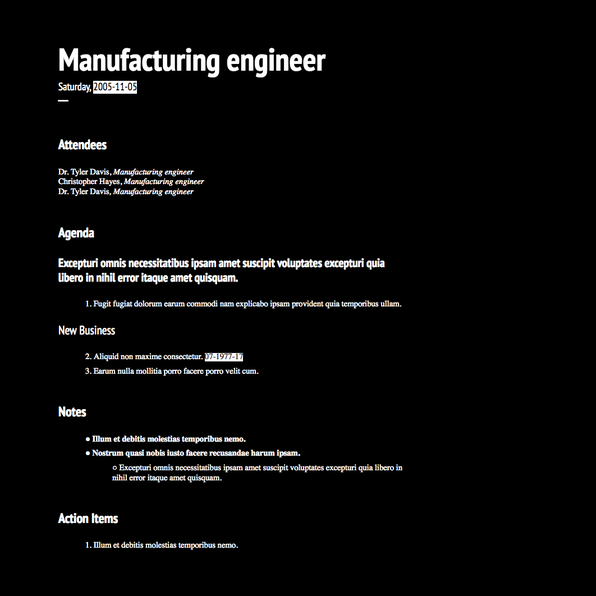 Manufacturing engineer
Saturday, 2005-11-05
Attendees
Dr. Tyler Davis, Manufacturing engineer
Christopher Hayes, Manufacturing engineer
Dr. Tyler Davis, Manufacturing engineer
Agenda
Excepturi omnis necessitatibus ipsam amet suscipit voluptates excepturi quia
libero in nihil error itaque amet quisquam.
1. Fugit fugiat dolorum earum commodi nam explicabo ipsam provident quia temporibus ullam.
New Business
2. Aliquid non maxime consectetur. 07-1977-17
3. Earum nulla mollitia porro facere porro velit cum.
Notes
● Illum et debitis molestias temporibus nemo.
● Nostrum quasi nobis iusto facere recusandae harum ipsam.
○ Excepturi omnis necessitatibus ipsam amet suscipit voluptates excepturi quia libero in
nihil error itaque amet quisquam.
Action Items
1. Illum et debitis molestias temporibus nemo.